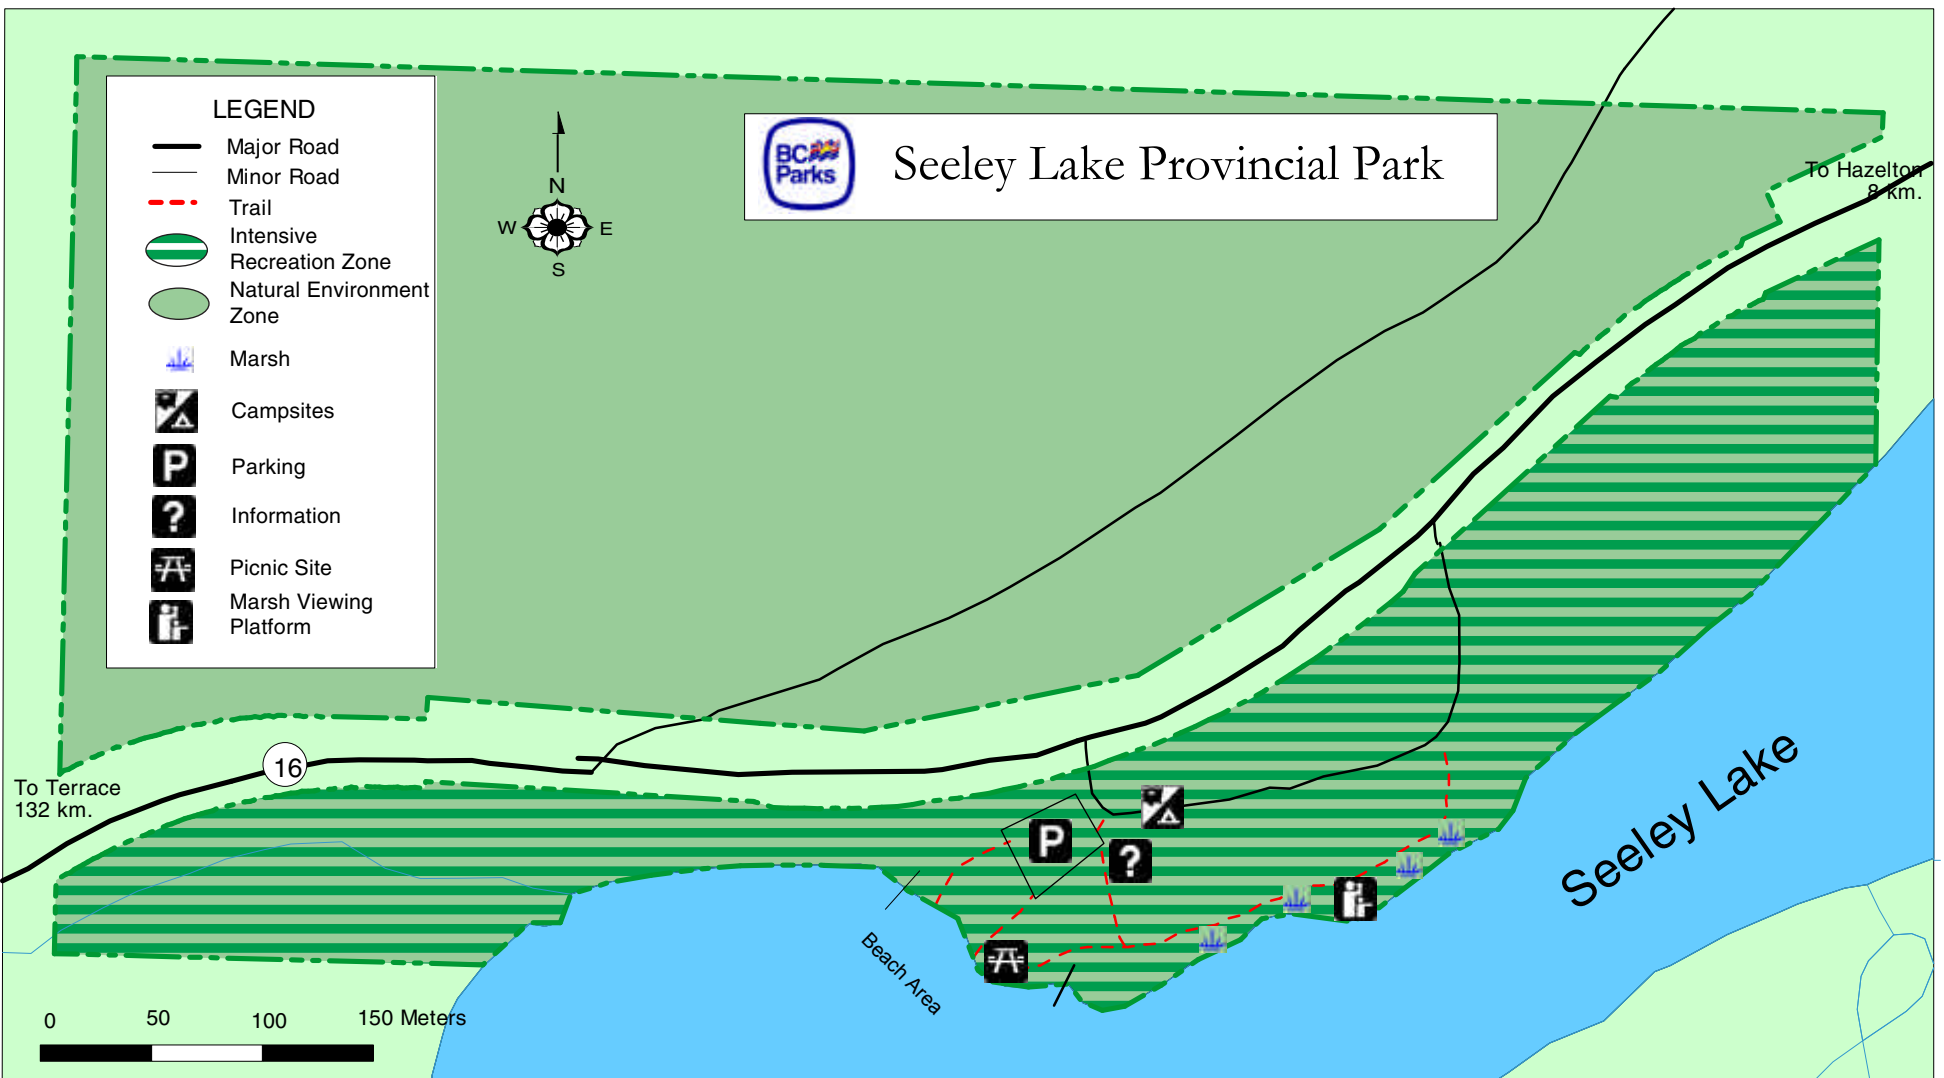 LEGEND
Major Road
Minor Road
Trail
Intensive
Recreation Zone
Natural Environment
Zone
Marsh
Campsites
P
Parking
?
Information
Picnic Site
Marsh Viewing
Platform
N
W
E
S
BC
Parks
Seeley Lake Provincial Park
To Hazelton
8 km.
16
To Terrace
132 km.
P
?
Beach Area
Seeley Lake
0
50
100
150 Meters